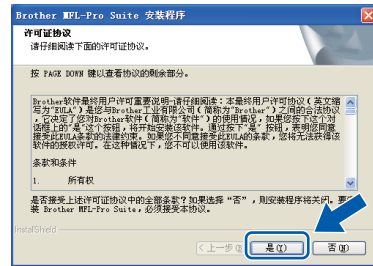 Brother MFL-Pro Suite 安装程序
许可证协议
请仔细阅读下面的许可证协议。
按 PAGE DOWN 键以查看协议的剩余部分。
Brother软件最终用户许可重要说明-请仔细阅读：本最终用户许可协议（英文缩
写为“EULA”）是您与Brother工业有限公司（简称为“Brother”）之间的合法协议
，它决定了您对Brother软件（简称为“软件”）的使用情况，如果您按下这个对
话框上的“是”这个按钮，将开始安装该软件。通过按下“是” 按钮，表明您同意
接受此EULA的条款的法律约束。如果您不同意接受此EULA的条款，您将无法获得该
软件的授权许可。在这种情况下，您不可以使用该软件。
条款和条件
1. 所有权
是否接受上述许可证协议中的全部条款？如果选择“否”，则安装程序将关闭。要安
装 Brother MFL-Pro Suite，必须接受本协议。
InstallShield
<上一步(B) 是(Y) 否(N)